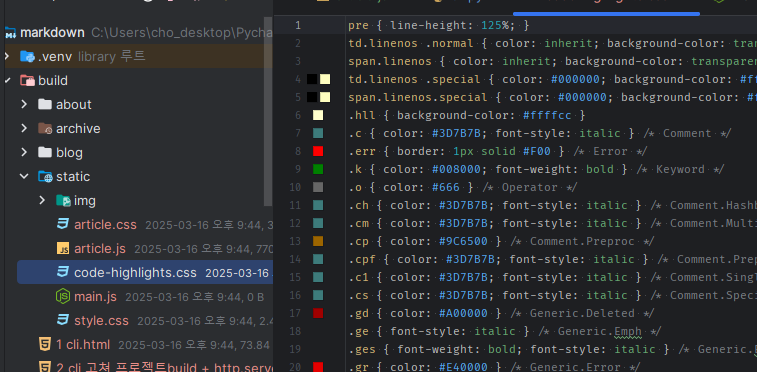 markdown C:\Users\cho_desktop\Pycha
.venv library 루트
build
about
archive
blog
static
img
article.css 2025-03-16 오후 9:44, 3
article.js 2025-03-16 오후 9:44, 770
code-highlights.css 2025-03-16
main.js 2025-03-16 오후 9:44, 0 B
style.css 2025-03-16 오후 9:44, 2.4
1 cli.html 2025-03-16 오후 9:44, 73.84
2 cli 고쳐 프로젝트build + http serve
1 pre { line-height: 125%; }
2 td.linenos .normal { color: inherit; background-color: tran
3 span.linenos { color: inherit; background-color: transparen
4 td.linenos .special { color: #000000; background-color: #ff
5 span.linenos.special { color: #000000; background-color: #f
6 .hll { background-color: #ffffcc }
7 .c { color: #3D7B7B; font-style: italic } /* Comment */
8 .err { border: 1px solid #F00 } /* Error */
9 .k { color: #008000; font-weight: bold } /* Keyword */
10 .o { color: #666 } /* Operator */
11 .ch { color: #3D7B7B; font-style: italic } /* Comment.Hashb
12 .cm { color: #3D7B7B; font-style: italic } /* Comment.Multi
13 .cp { color: #9C6500 } /* Comment.Preproc */
14 .cpf { color: #3D7B7B; font-style: italic } /* Comment.Prep
15 .c1 { color: #3D7B7B; font-style: italic } /* Comment.Singl
16 .cs { color: #3D7B7B; font-style: italic } /* Comment.Speci
17 .gd { color: #A00000 } /* Generic.Deleted */
18 .ge { font-style: italic } /* Generic.Emph */
19 .ges { font-weight: bold; font-style: italic } /* Generic.E
20 .gr { color: #E40000 } /* Generic.Error */